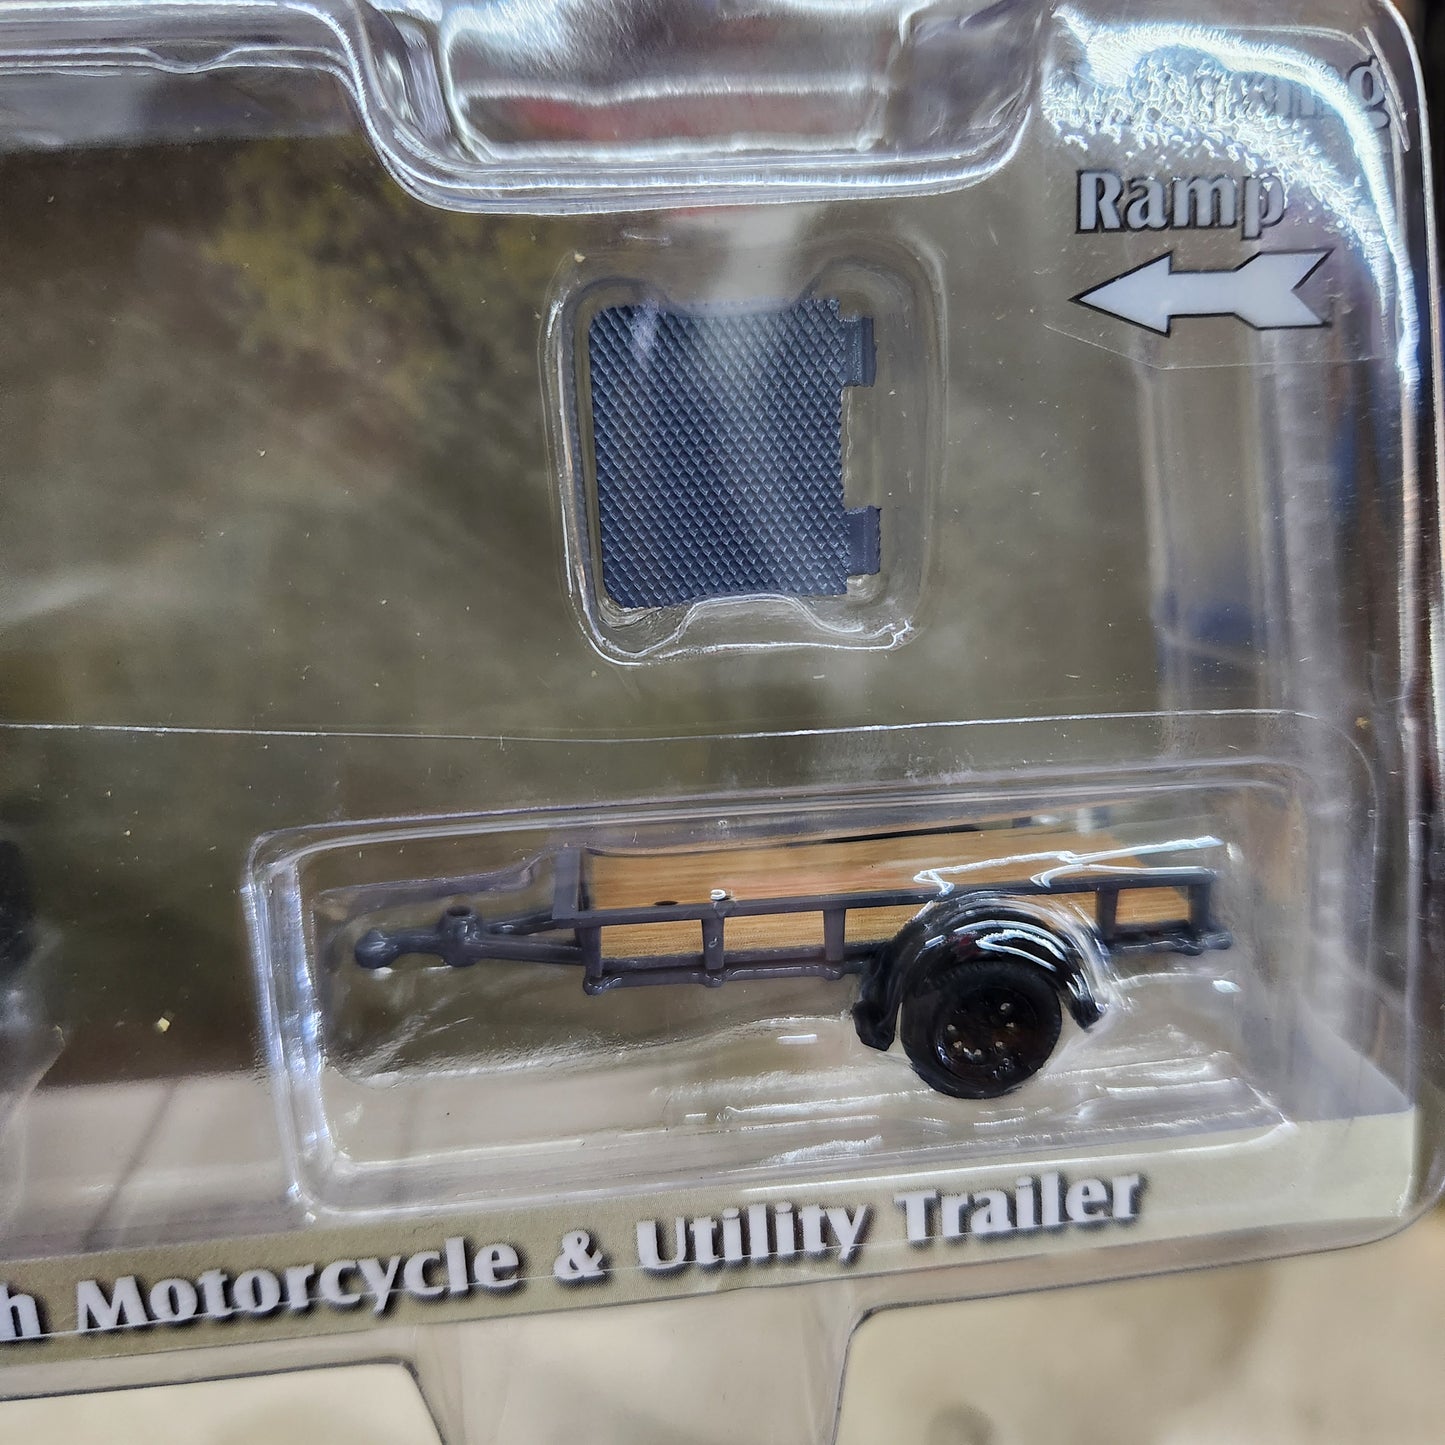 Ramp
h Motorcycle & Utility Trailer